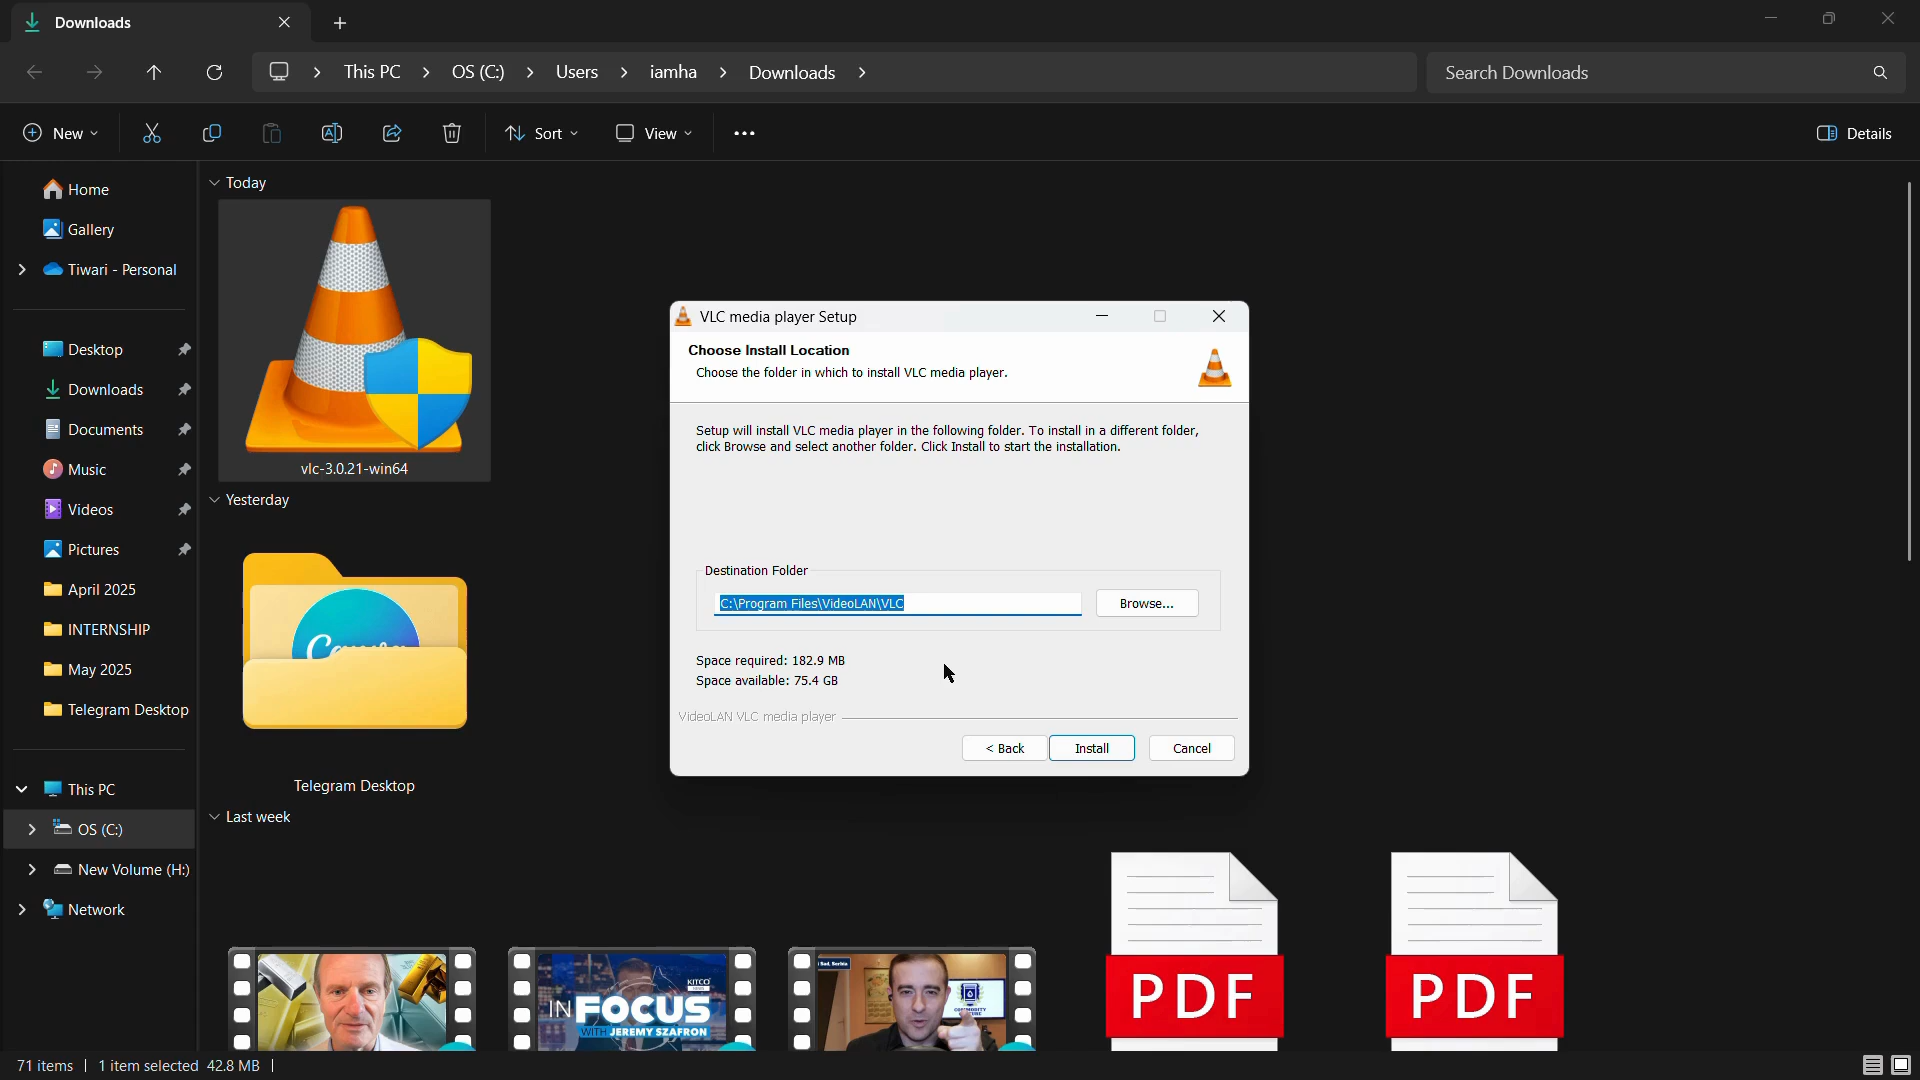 Downloads
This PC
OS (C:)
Users
iamha
Downloads
Search Downloads
New
Sort
View
Details
Home
Gallery
Tiwari - Personal
Desktop
Downloads
Documents
Music
Videos
Pictures
April 2025
INTERNSHIP
May 2025
Telegram Desktop
This PC
OS (C:)
New Volume (H:)
Network
Today
vlc-3.0.21-win64
Yesterday
Telegram Desktop
Last week
KITCO
NEWS
IN FOCUS
WITH JEREMY SZAFRON
PDF
PDF
VLC media player Setup
Choose Install Location
Choose the folder in which to install VLC media player.
Setup will install VLC media player in the following folder. To install in a different folder,
click Browse and select another folder. Click Install to start the installation.
Destination Folder
C:\Program Files\VideoLAN\VLC
Browse...
Space required: 182.9 MB
Space available: 75.4 GB
VideoLAN VLC media player
< Back
Install
Cancel
71 items
1 item selected 42.8 MB